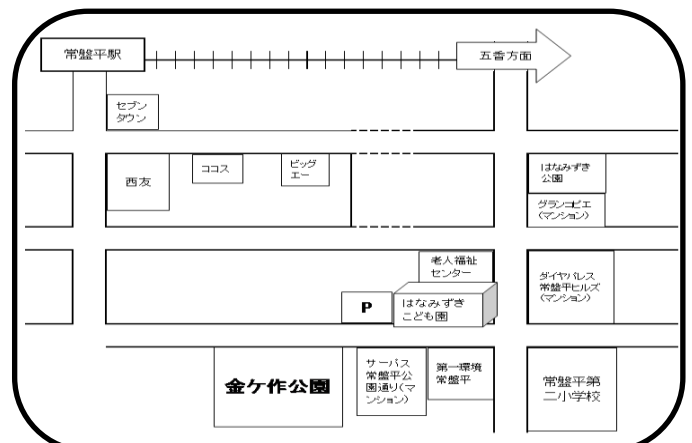 常盤平駅
五香方面
セブン
タウン
西友
ココス
ビッグ
エー
はなみずき
公園
グランコピエ
(マンション)
老人福祉
センター
P
はなみずき
こども園
ダイヤパレス
常盤平ヒルズ
(マンション)
金ケ作公園
サーパス
常盤平公
園通り(マ
ンション)
第一環境
常盤平
常盤平第
二小学校